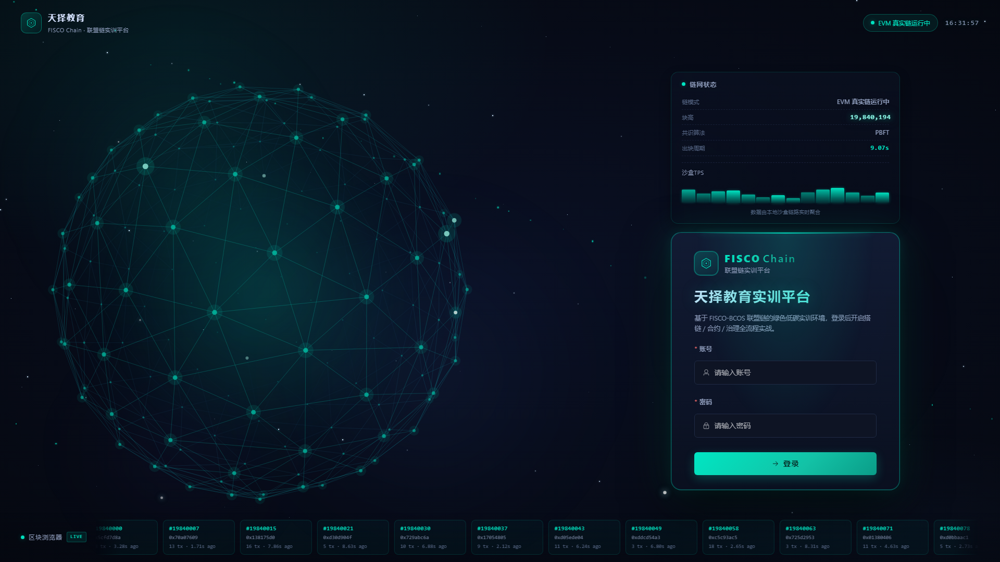 天择教育
FISCO Chain · 联盟链实训平台
EVM 真实链运行中
16:31:57
链网状态
链模式
EVM 真实链运行中
块高
19,840,194
共识算法
PBFT
出块周期
9.07s
沙盒TPS
数据由本地沙盒链路实时聚合
FISCO Chain
联盟链实训平台
天择教育实训平台
基于 FISCO-BCOS 联盟链的绿色低碳实训环境，登录后开启搭
链 / 合约 / 治理全流程实战。
* 账号
请输入账号
* 密码
请输入密码
→ 登录
区块浏览器
LIVE
19840000
cfd7d8a
tx · 3.28s ago
#19840007
0x70a07609
13 tx · 1.71s ago
#19840015
0x138175d0
16 tx · 7.86s ago
#19840021
0xd30d904f
5 tx · 8.63s ago
#19840030
0x729abc6a
10 tx · 6.88s ago
#19840037
0x17054805
9 tx · 2.12s ago
#19840043
0xd05ede04
11 tx · 6.24s ago
#19840049
0xddcd54a3
3 tx · 6.80s ago
#19840058
0xc5c93ac5
18 tx · 2.65s ago
#19840063
0x725d2953
3 tx · 8.31s ago
#19840071
0x01380406
11 tx · 4.63s ago
#19840078
0xd0bbaac1
5 tx · 2.73s